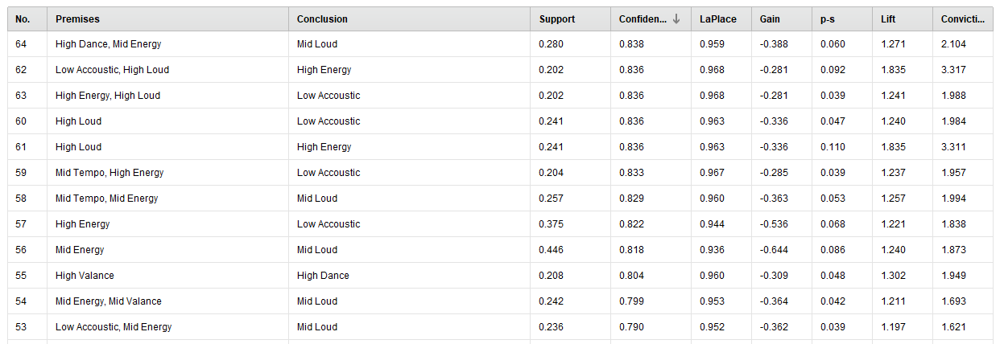 No. Premises Conclusion Support Confiden... LaPlace Gain p-s Lift Convicti...
64 High Dance, Mid Energy Mid Loud 0.280 0.838 0.959 -0.388 0.060 1.271 2.104
62 Low Accoustic, High Loud High Energy 0.202 0.836 0.968 -0.281 0.092 1.835 3.317
63 High Energy, High Loud Low Accoustic 0.202 0.836 0.968 -0.281 0.039 1.241 1.988
60 High Loud Low Accoustic 0.241 0.836 0.963 -0.336 0.047 1.240 1.984
61 High Loud High Energy 0.241 0.836 0.963 -0.336 0.110 1.835 3.311
59 Mid Tempo, High Energy Low Accoustic 0.204 0.833 0.967 -0.285 0.039 1.237 1.957
58 Mid Tempo, Mid Energy Mid Loud 0.257 0.829 0.960 -0.363 0.053 1.257 1.994
57 High Energy Low Accoustic 0.375 0.822 0.944 -0.536 0.068 1.221 1.838
56 Mid Energy Mid Loud 0.446 0.818 0.936 -0.644 0.086 1.240 1.873
55 High Valance High Dance 0.208 0.804 0.960 -0.309 0.048 1.302 1.949
54 Mid Energy, Mid Valance Mid Loud 0.242 0.799 0.953 -0.364 0.042 1.211 1.693
53 Low Accoustic, Mid Energy Mid Loud 0.236 0.790 0.952 -0.362 0.039 1.197 1.621